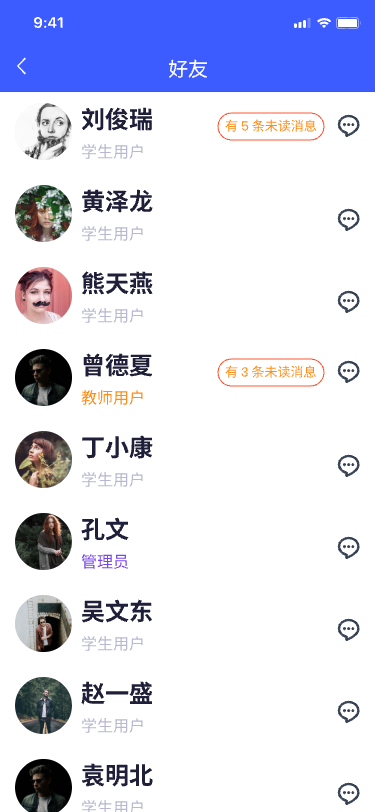 9:41
好友
刘俊瑞
有 5 条未读消息
学生用户
黄泽龙
学生用户
熊天燕
学生用户
曾德夏
有 3 条未读消息
教师用户
丁小康
学生用户
孔文
管理员
吴文东
学生用户
赵一盛
学生用户
袁明北
学生用户